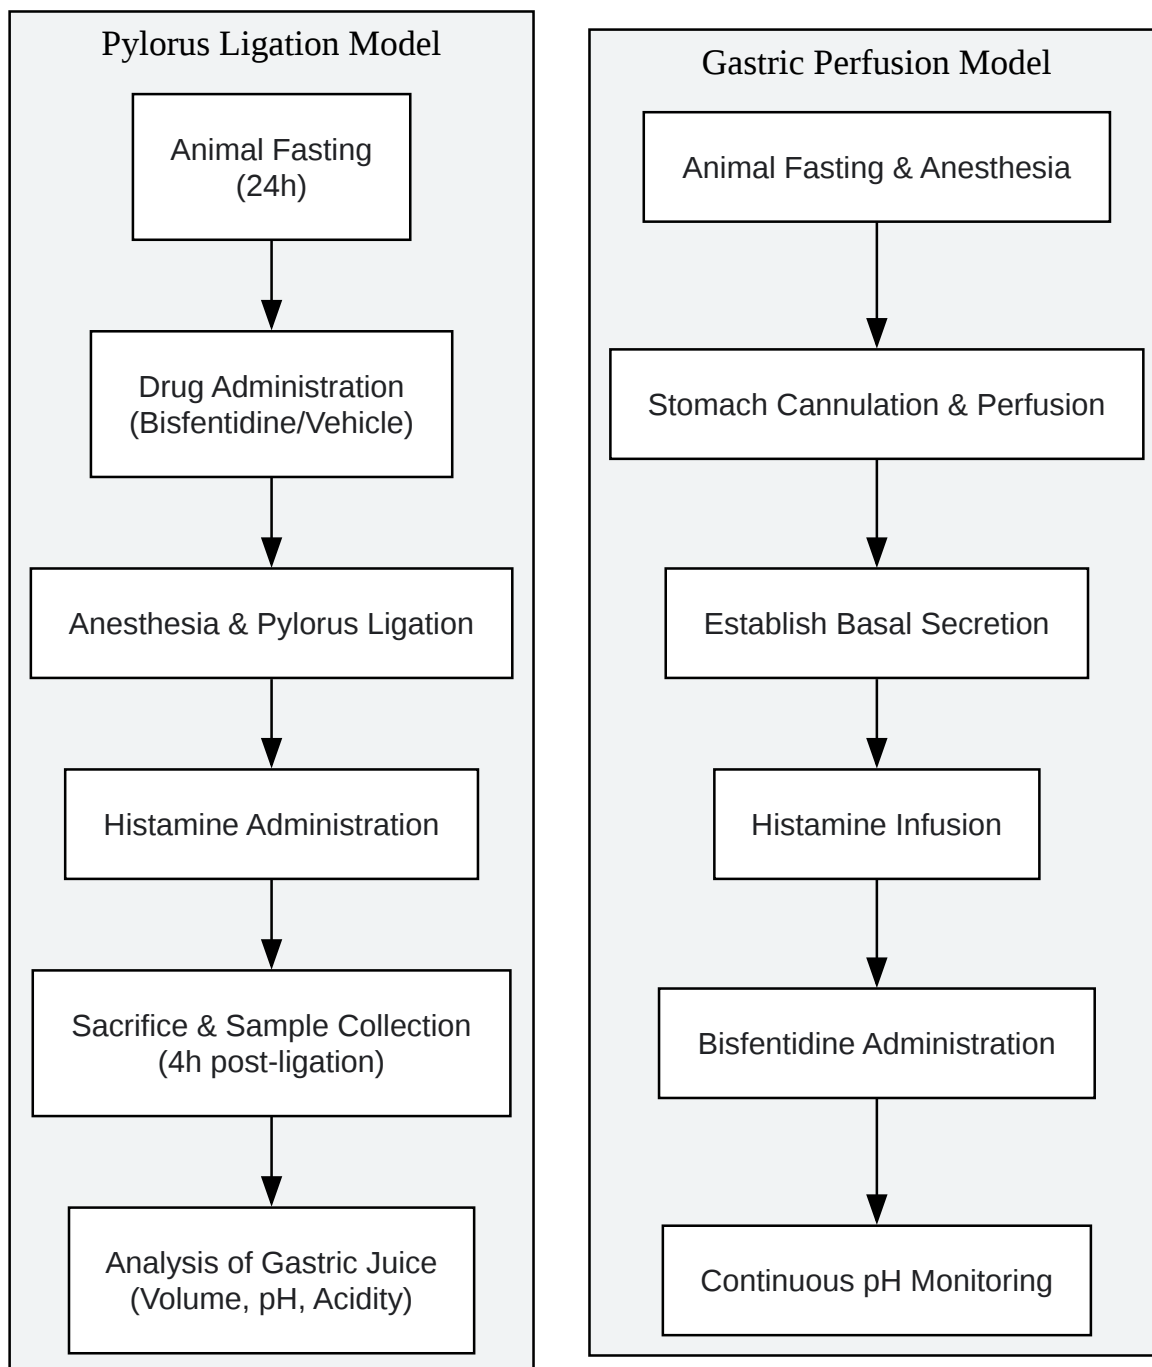 Pylorus Ligation Model
Animal Fasting
(24h)
Drug Administration
(Bisfentidine/Vehicle)
Anesthesia & Pylorus Ligation
Histamine Administration
Sacrifice & Sample Collection
(4h post-ligation)
Analysis of Gastric Juice
(Volume, pH, Acidity)
Gastric Perfusion Model
Animal Fasting & Anesthesia
Stomach Cannulation & Perfusion
Establish Basal Secretion
Histamine Infusion
Bisfentidine Administration
Continuous pH Monitoring